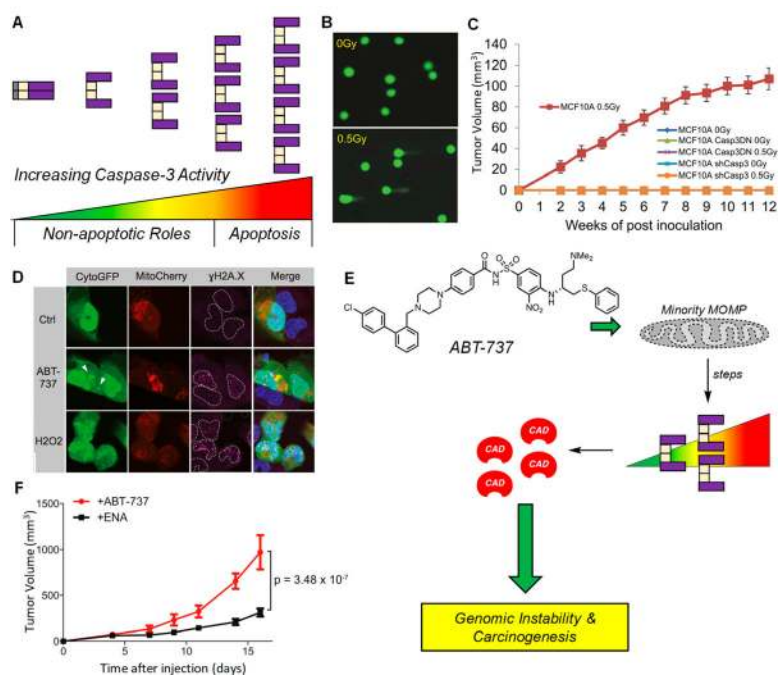 A
Increasing Caspase-3 Activity
Non-apoptotic Roles
Apoptosis
B
0Gy
0.5Gy
C
Tumor Volume (mm³)
140
120
100
80
60
40
20
0
MCF10A 0.5Gy
MCF10A 0Gy
MCF10A Casp3DN 0Gy
MCF10A Casp3DN 0.5Gy
MCF10A shCasp3 0Gy
MCF10A shCasp3 0.5Gy
0 1 2 3 4 5 6 7 8 9 10 11 12
Weeks of post inoculation
D
CytoGFP MitoCherry ɣH2A.X Merge
Ctrl
ABT-
737
H2O2
E
Cl
N
N
O
N
H
O O
S
NO₂
N
H
NMe₂
S
ABT-737
Minority MOMP
steps
CAD
CAD
CAD
CAD
Genomic Instability &
Carcinogenesis
F
+ABT-737
+ENA
Tumor Volume (mm³)
1500
1000
500
0
p = 3.48 x 10⁻⁷
0 5 10 15
Time after injection (days)